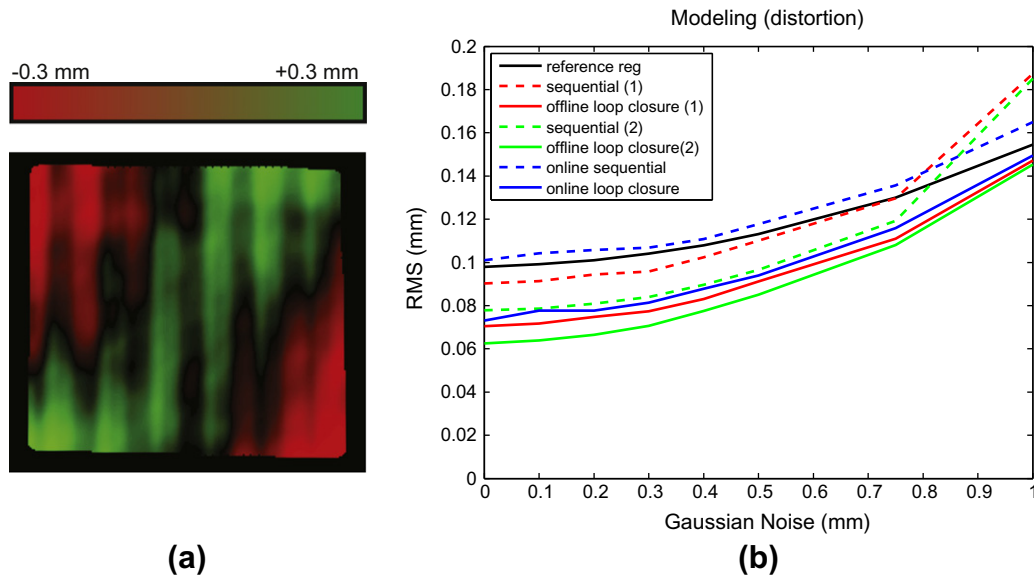 -0.3 mm +0.3 mm
(a)
Modeling (distortion)
0.2
0.18
0.16
0.14
0.12
0.1
0.08
0.06
0.04
0.02
0
RMS (mm)
reference reg
sequential (1)
offline loop closure (1)
sequential (2)
offline loop closure(2)
online sequential
online loop closure
0 0.1 0.2 0.3 0.4 0.5 0.6 0.7 0.8 0.9 1
Gaussian Noise (mm)
(b)